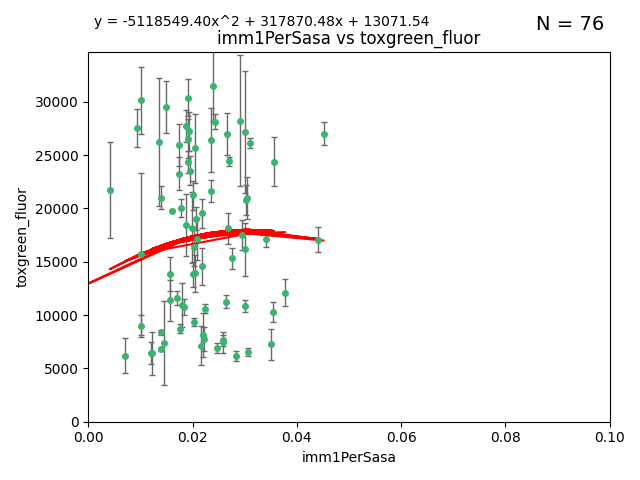 y = -5118549.40x^2 + 317870.48x + 13071.54
N = 76
imm1PerSasa vs toxgreen_fluor
30000
25000
20000
15000
10000
5000
0
toxgreen_fluor
0.00 0.02 0.04 0.06 0.08 0.10
imm1PerSasa